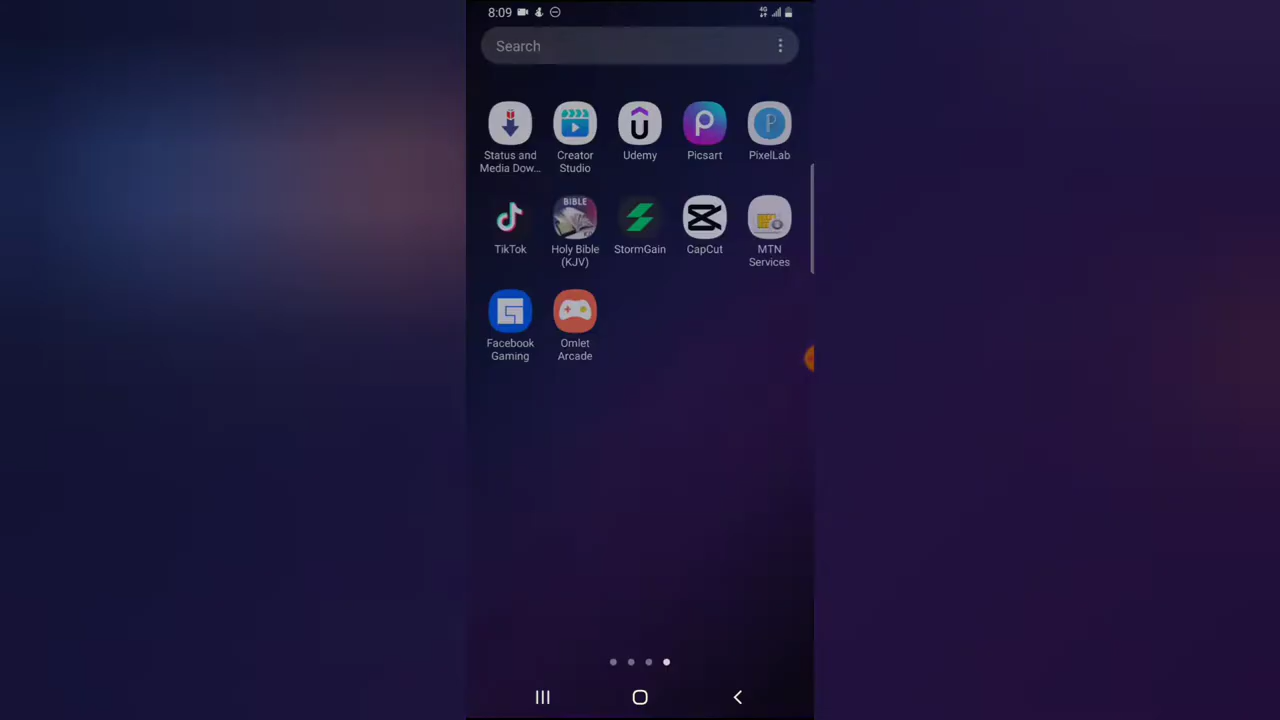 8:09
4G
Search
Status and Media Dow...
Creator Studio
Udemy
Picsart
PixelLab
TikTok
BIBLE
Holy Bible (KJV)
StormGain
CapCut
MTN Services
Facebook Gaming
Omlet Arcade